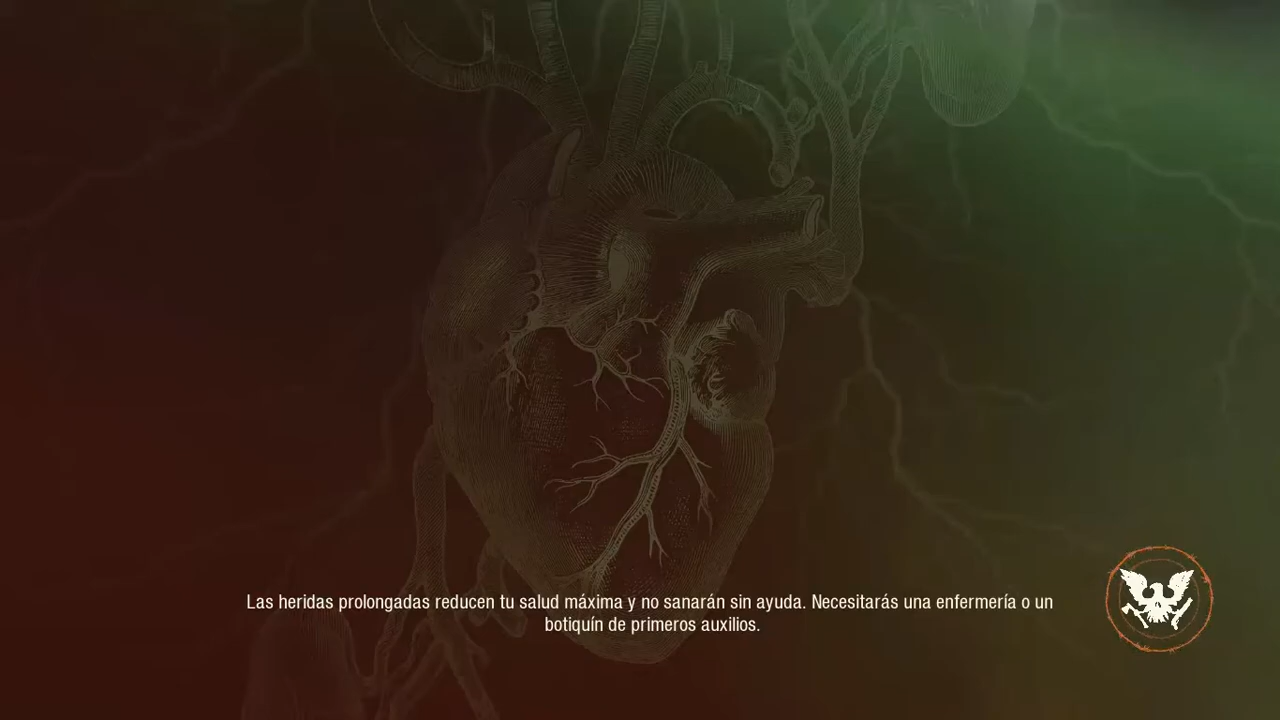 Las heridas prolongadas reducen tu salud máxima y no sanarán sin ayuda. Necesitarás una enfermería o un
botiquín de primeros auxilios.